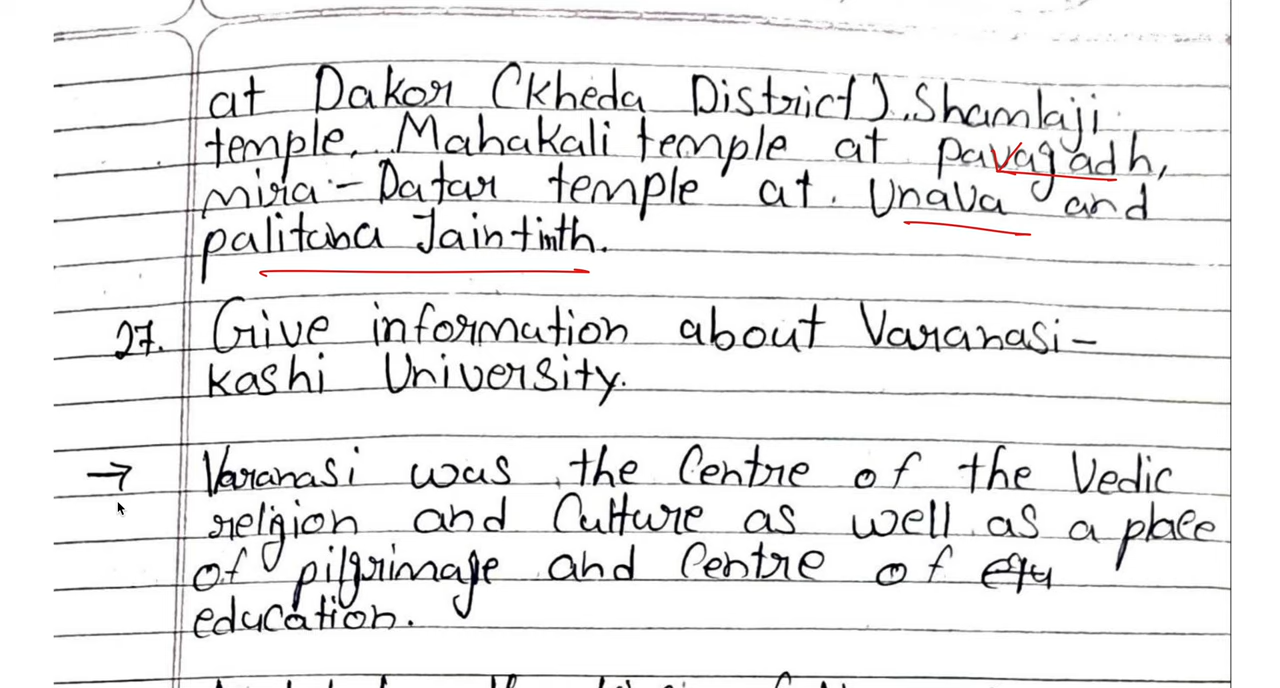 at Dakor (Kheda District). Shamlaji
temple, Mahakali temple at pavagadh,
mira-Datar temple at Unava and
palitana Jain tirth.
27. Give information about Varanasi-
kashi University.
→ Varanasi was the Centre of the Vedic
religion and Culture as well as a place
of pilgrimage and Centre of
education.